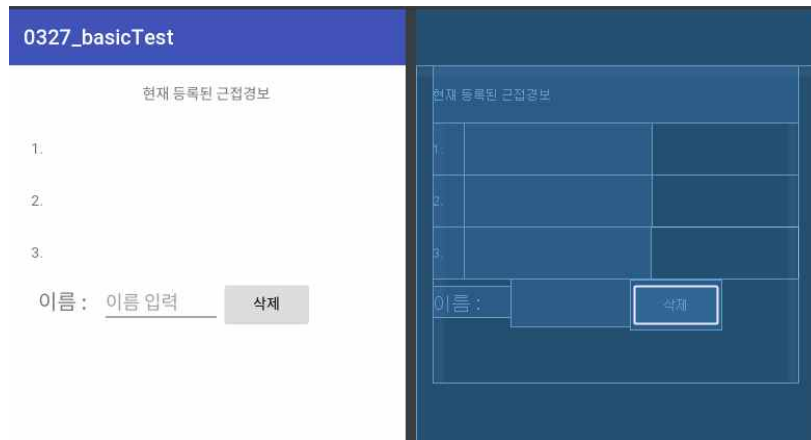 0327_basicTest
현재 등록된 근접경보
1.
2.
3.
이름 : 이름 입력 삭제
현재 등록된 근접경보
1.
2.
3.
이름 : 삭제